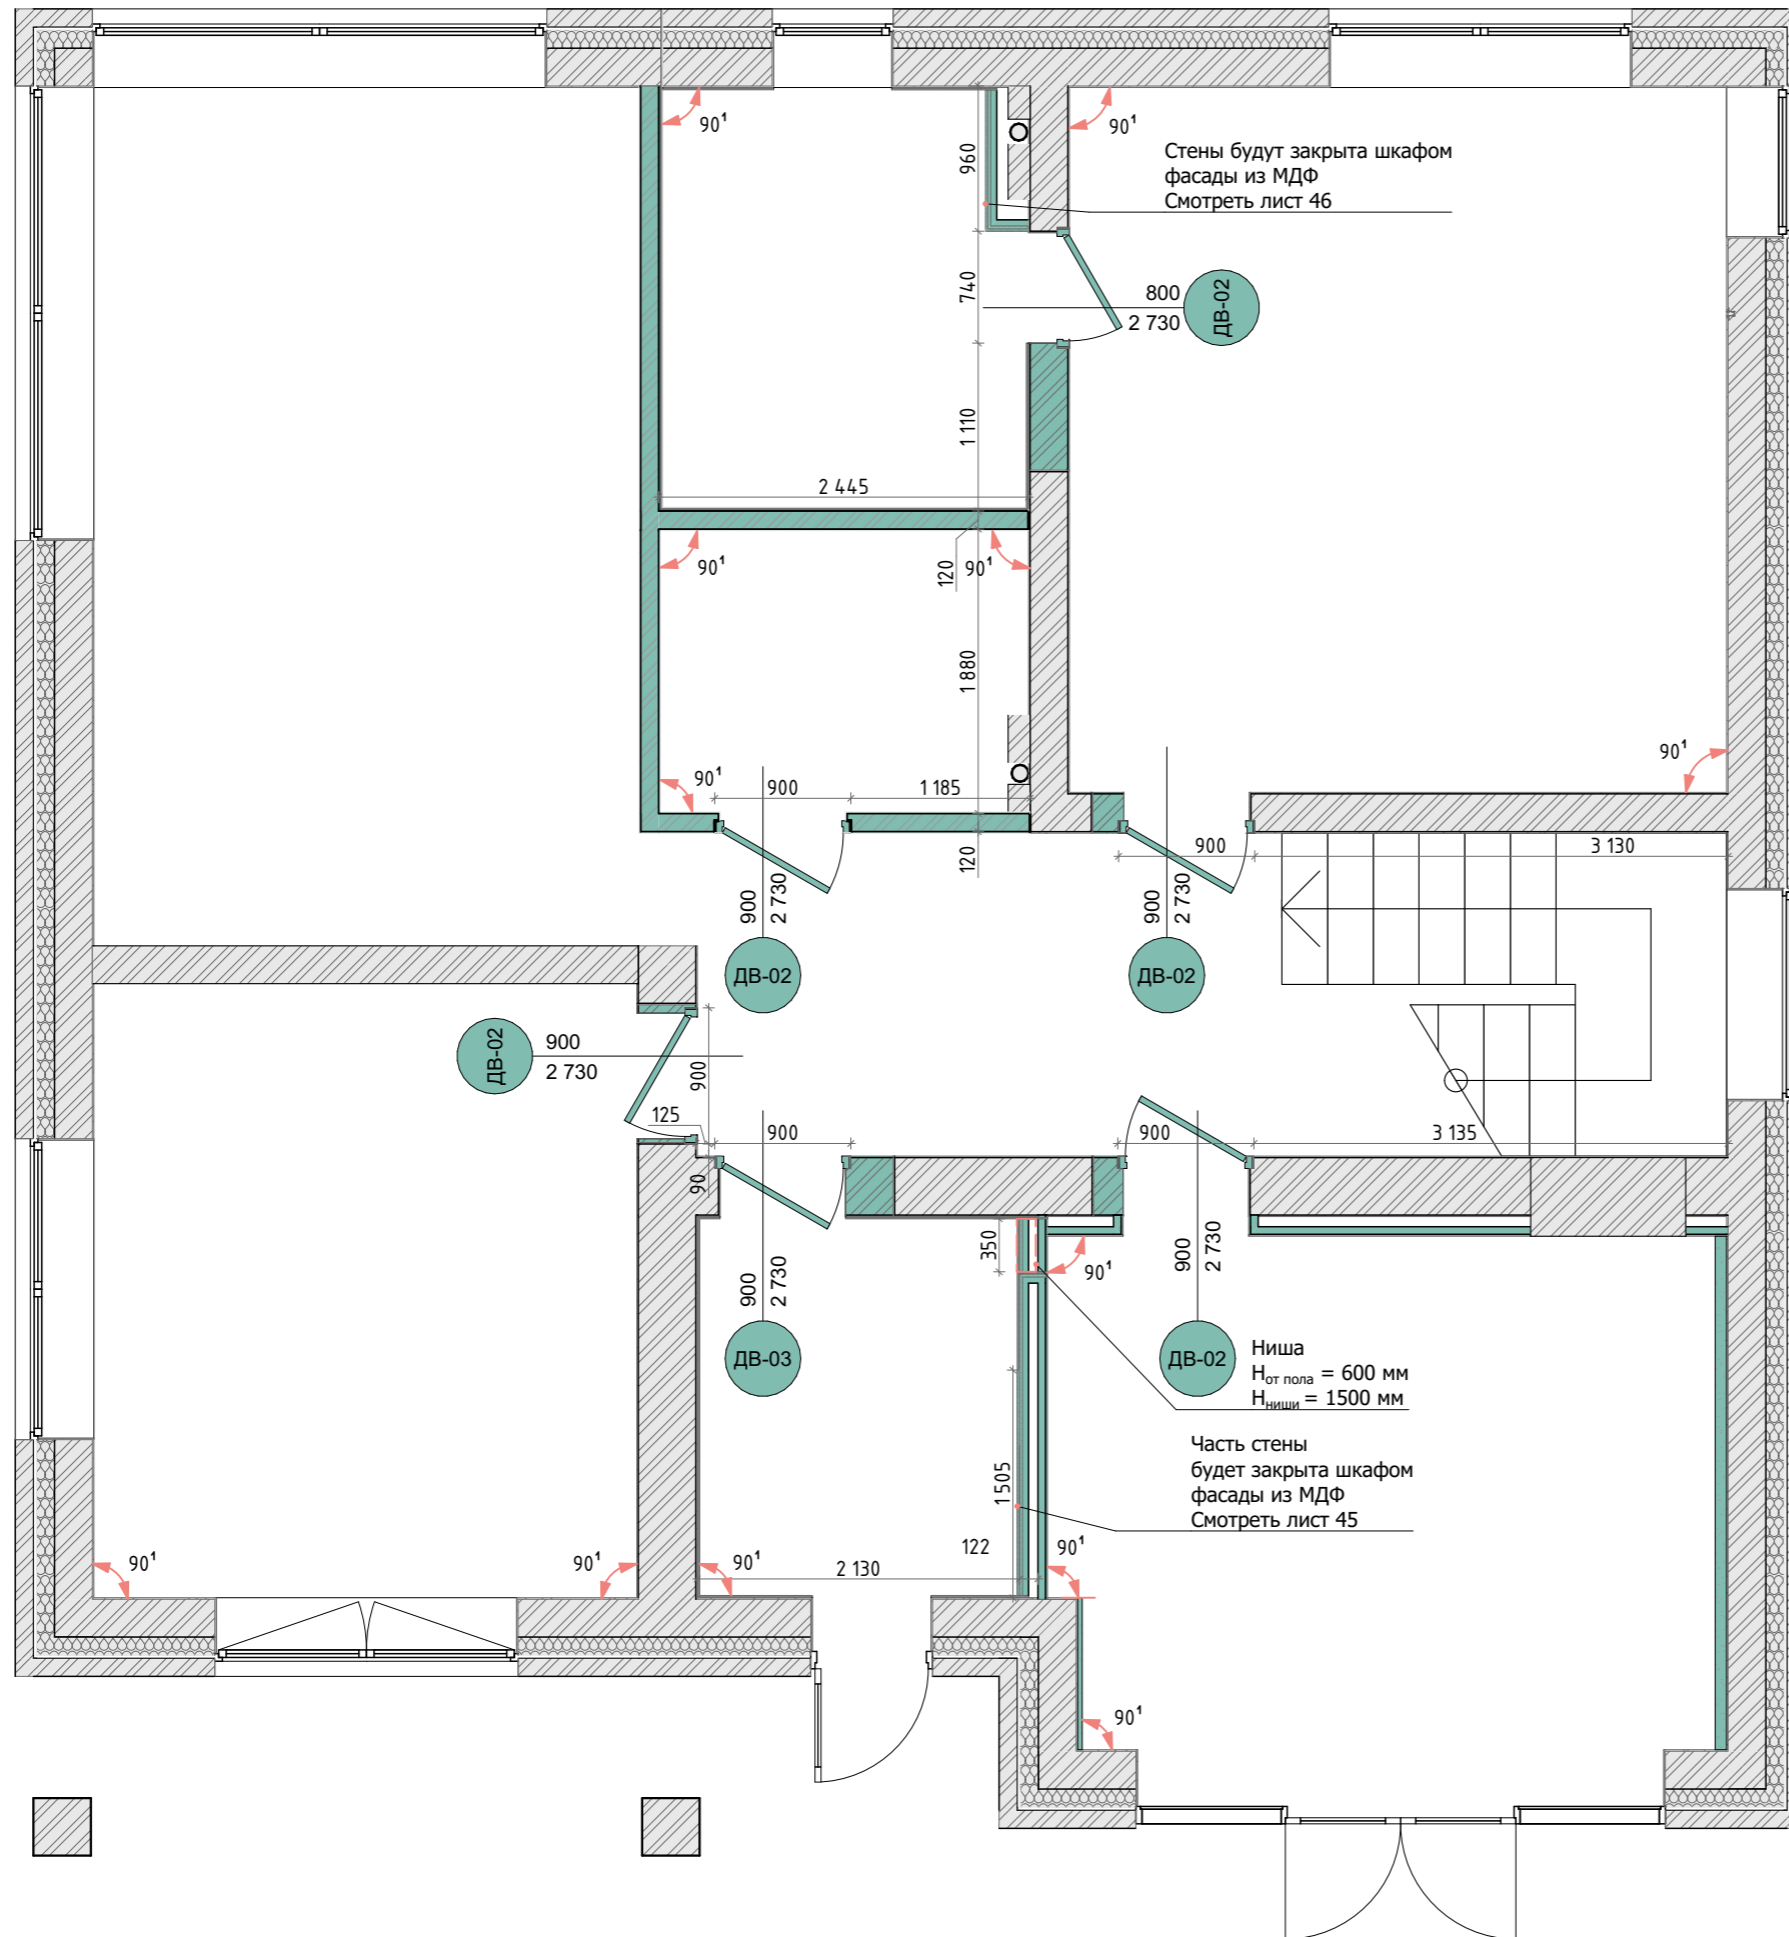 90¹
90¹
960
Стены будут закрыта шкафом
фасады из МДФ
Смотреть лист 46
740
800
2 730
ДВ-02
1 110
2 445
90¹
120
90¹
1 880
90¹
900
1 185
90¹
120
900
3 130
900
2 730
900
2 730
ДВ-02
ДВ-02
ДВ-02
900
2 730
900
125
900
900
3 135
90
900
2 730
350
90¹
900
2 730
ДВ-03
ДВ-02
Ниша
Hот пола = 600 мм
Hниши = 1500 мм
Часть стены
будет закрыта шкафом
фасады из МДФ
Смотреть лист 45
1 505
122
90¹
90¹
90¹
90¹
2 130
90¹